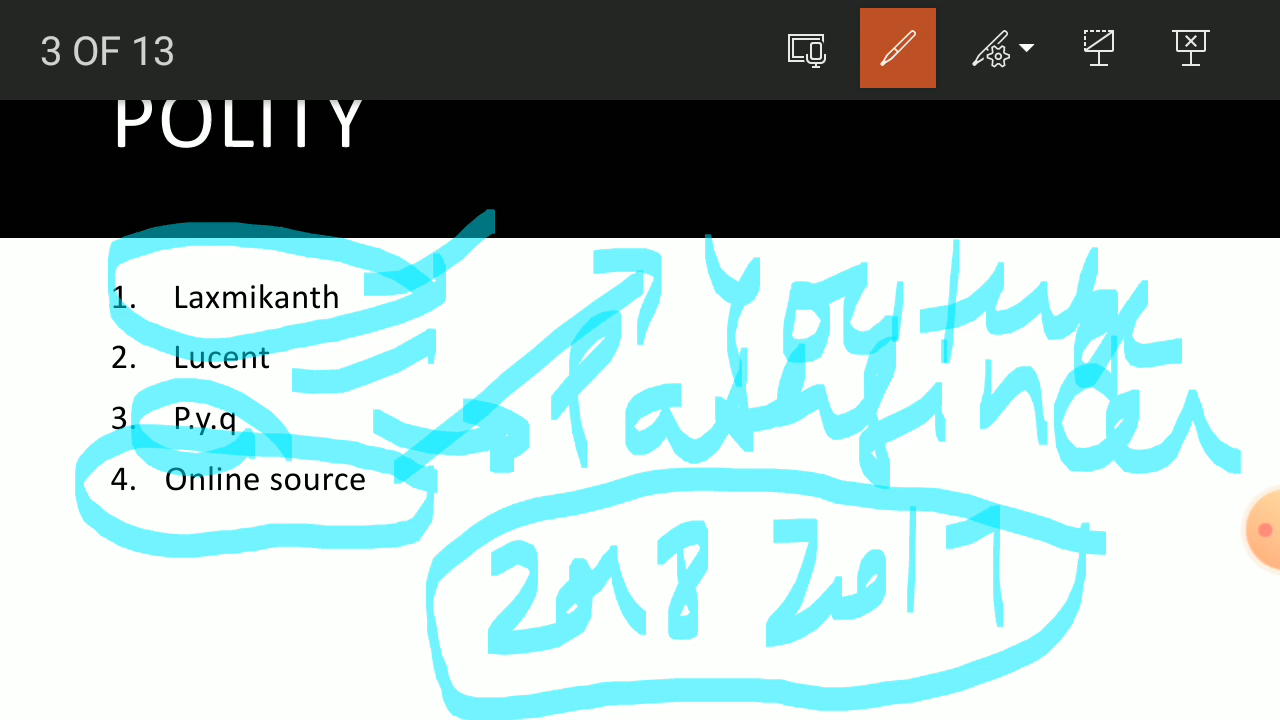 3 OF 13
POLITY
1. Laxmikanth
2. Lucent
3. P.y.q
4. Online source
Youtube
Pathfinder
2018 2017